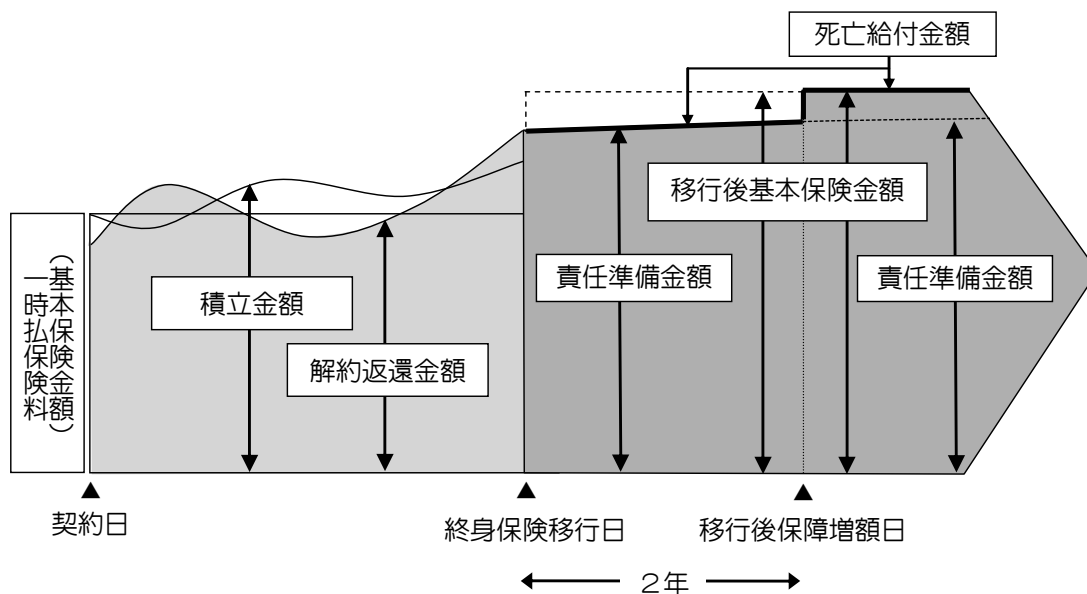 死亡給付金額
移行後基本保険金額
責任準備金額
責任準備金額
積立金額
解約返還金額
一時払保険料
（基本保険金額）
▲
▲
▲
契約日
終身保険移行日
移行後保障増額日
２年